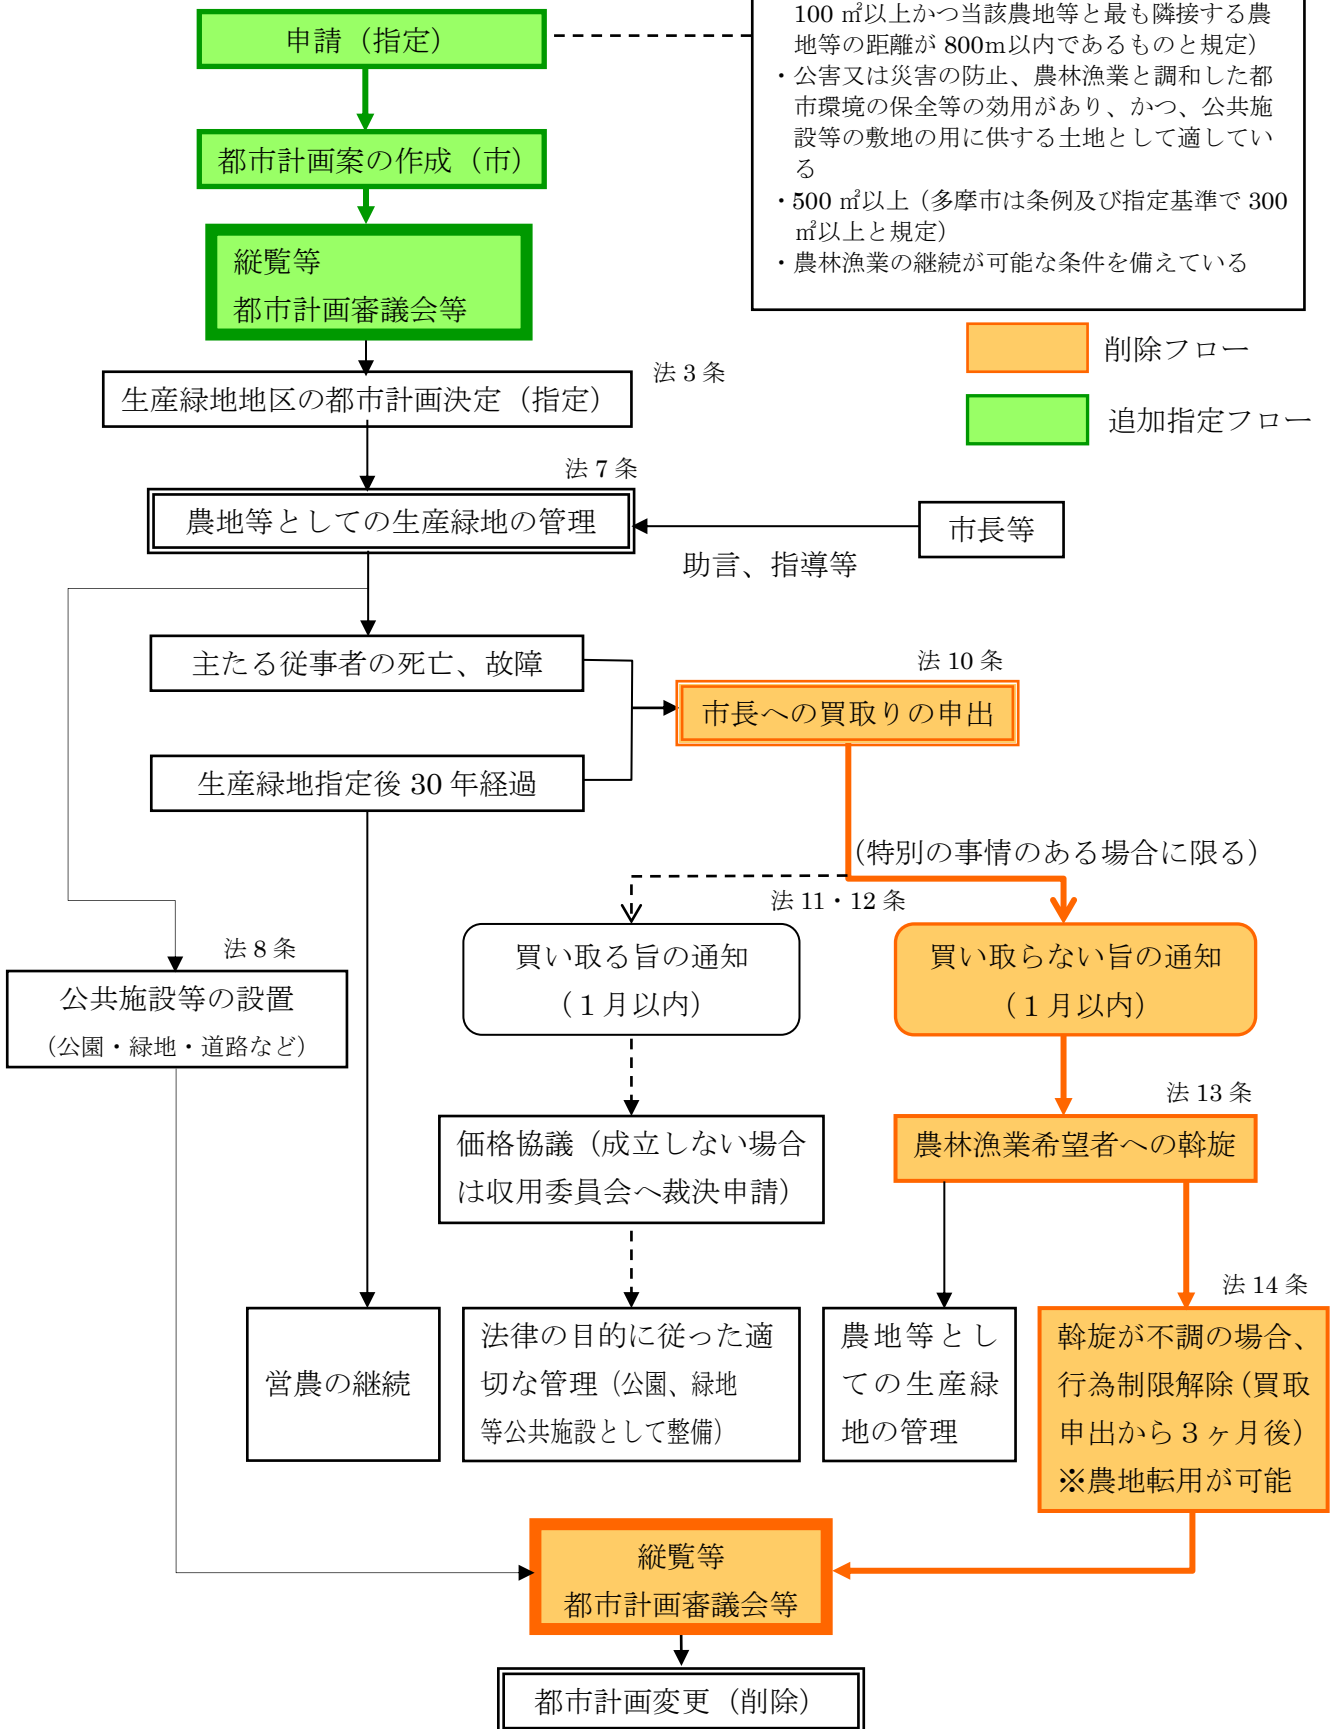 申請（指定）
100 ㎡以上かつ当該農地等と最も隣接する農
地等の距離が 800m以内であるものと規定）
・公害又は災害の防止、農林漁業と調和した都
市環境の保全等の効用があり、かつ、公共施
設等の敷地の用に供する土地として適してい
る
・500 ㎡以上（多摩市は条例及び指定基準で 300
㎡以上と規定）
・農林漁業の継続が可能な条件を備えている
都市計画案の作成（市）
縦覧等
都市計画審議会等
削除フロー
追加指定フロー
法 3 条
生産緑地地区の都市計画決定（指定）
法 7 条
農地等としての生産緑地の管理
市長等
助言、指導等
主たる従事者の死亡、故障
法 10 条
市長への買取りの申出
生産緑地指定後 30 年経過
（特別の事情のある場合に限る）
法 11・12 条
買い取る旨の通知
（１月以内）
買い取らない旨の通知
（１月以内）
法 8 条
公共施設等の設置
（公園・緑地・道路など）
法 13 条
価格協議（成立しない場合
は収用委員会へ裁決申請）
農林漁業希望者への斡旋
法 14 条
営農の継続
法律の目的に従った適
切な管理（公園、緑地
等公共施設として整備）
農地等とし
ての生産緑
地の管理
斡旋が不調の場合、
行為制限解除（買取
申出から３ヶ月後）
※農地転用が可能
縦覧等
都市計画審議会等
都市計画変更（削除）